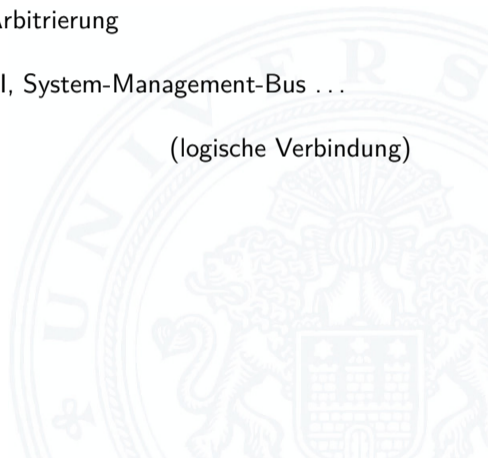 Arbitrierung
I, System-Management-Bus ...
(logische Verbindung)
U N I V E R S